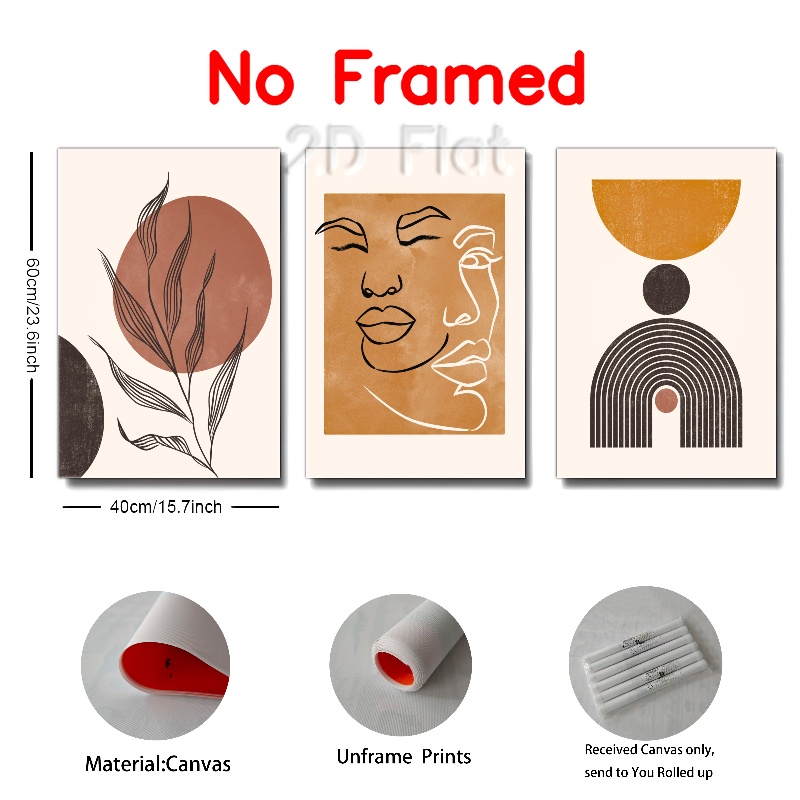 No Framed
2D Flat
60cm/23.6inch
40cm/15.7inch
Material:Canvas
Unframe Prints
Received Canvas only,
send to You Rolled up